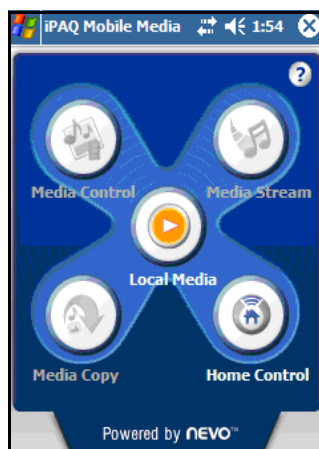 iPAQ Mobile Media 1:54
?
Media Control Media Stream
Local Media
Media Copy Home Control
Powered by nevo™